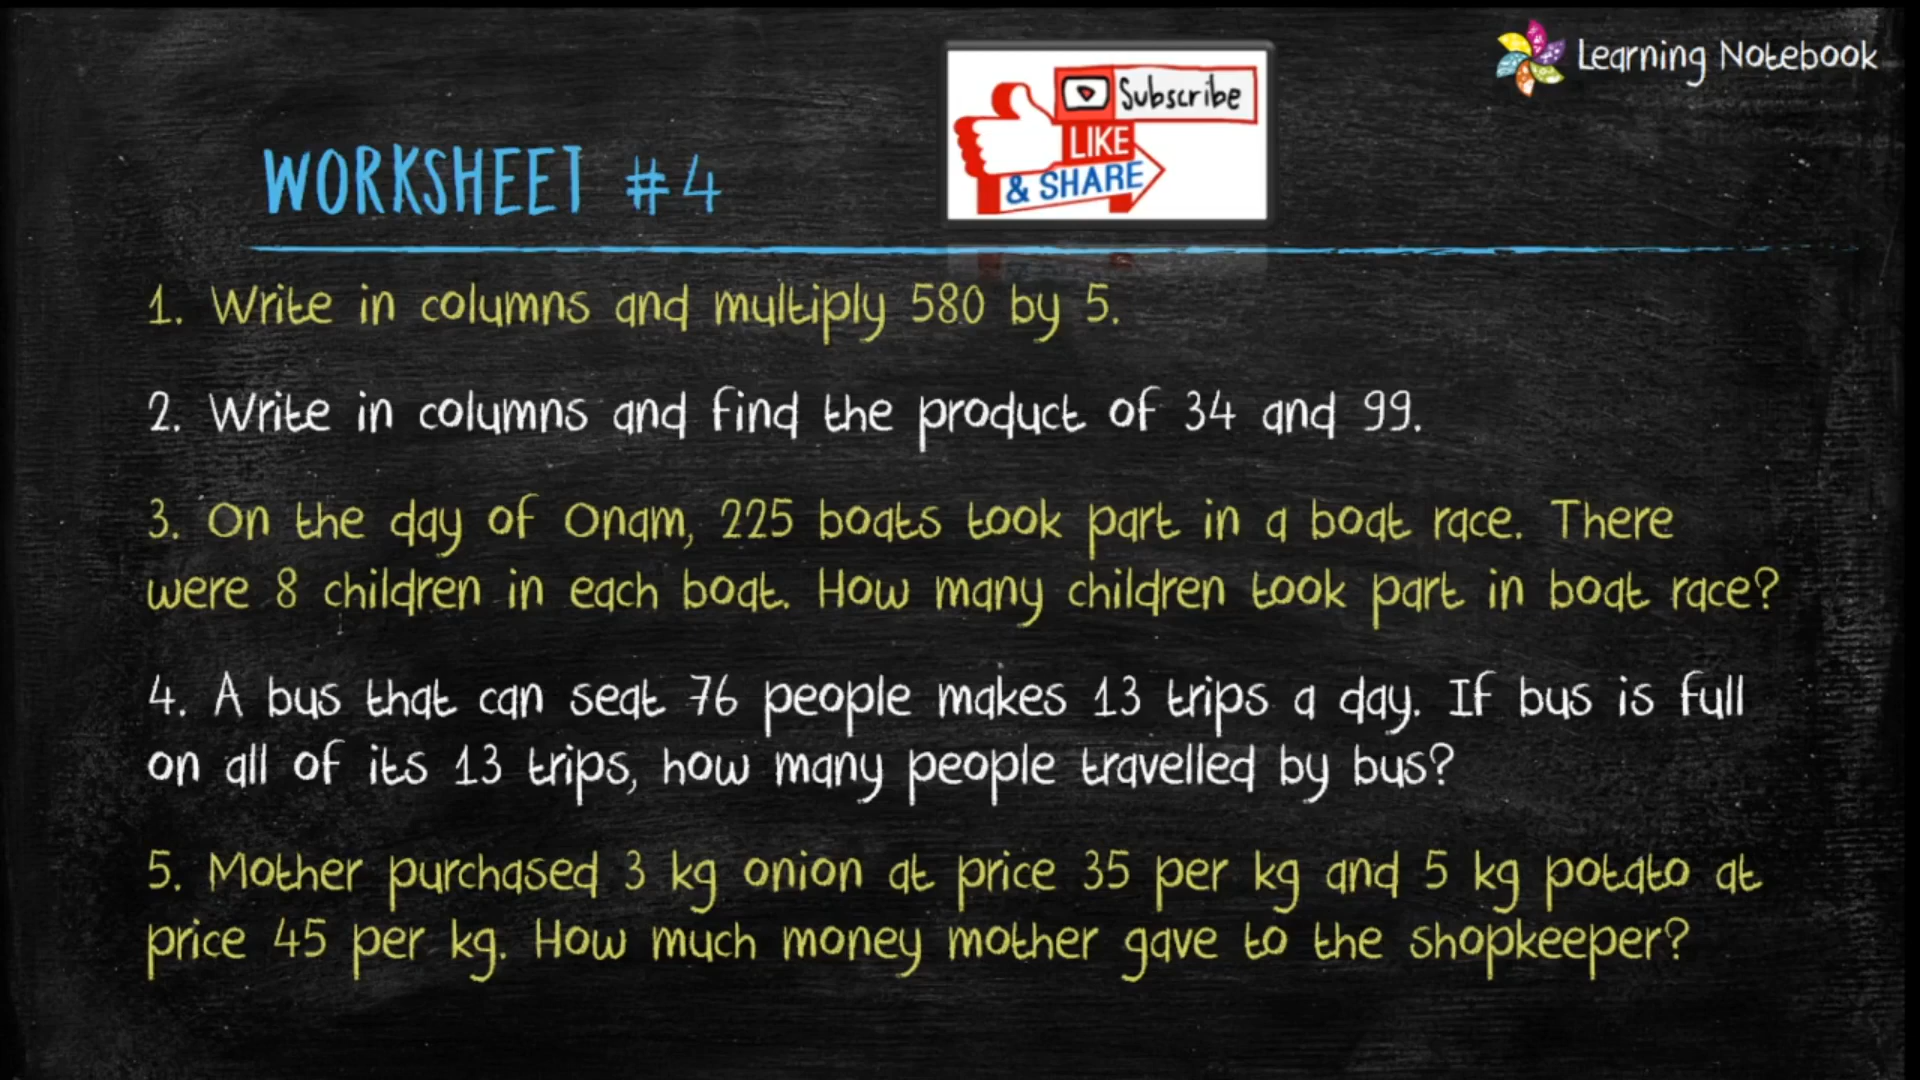 Learning Notebook
Subscribe
LIKE
& SHARE
WORKSHEET #4
1. Write in columns and multiply 580 by 5.
2. Write in columns and find the product of 34 and 99.
3. On the day of Onam, 225 boats took part in a boat race. There
were 8 children in each boat. How many children took part in boat race?
4. A bus that can seat 76 people makes 13 trips a day. If bus is full
on all of its 13 trips, how many people travelled by bus?
5. Mother purchased 3 kg onion at price 35 per kg and 5 kg potato at
price 45 per kg. How much money mother gave to the shopkeeper?